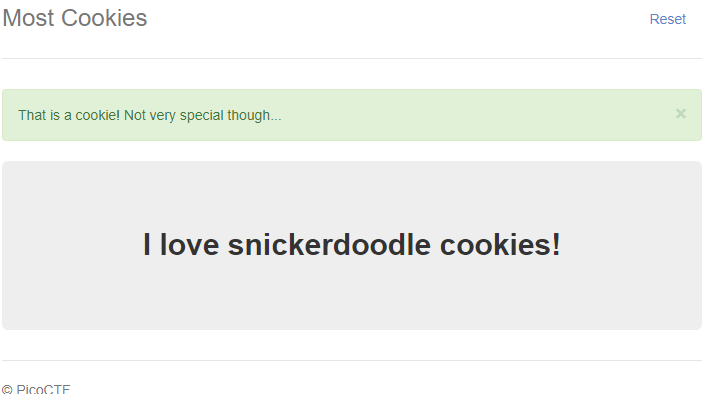 Most Cookies
Reset
That is a cookie! Not very special though...
×
I love snickerdoodle cookies!
© PicoCTF